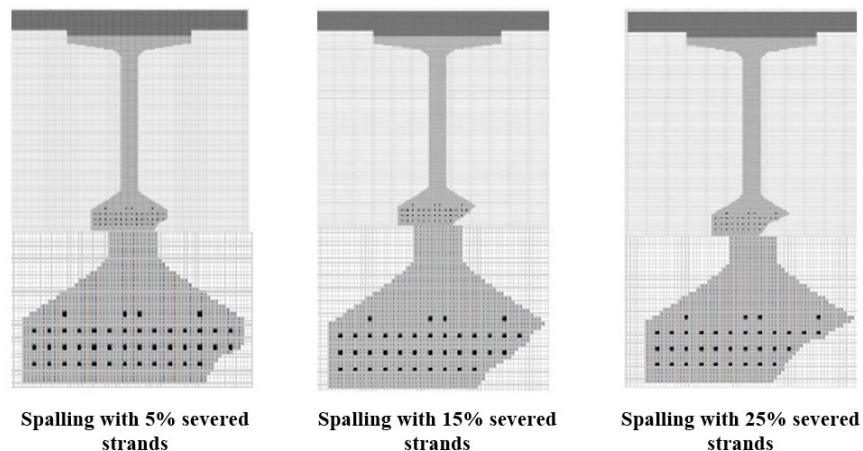 Spalling with 5% severed
strands
Spalling with 15% severed
strands
Spalling with 25% severed
strands